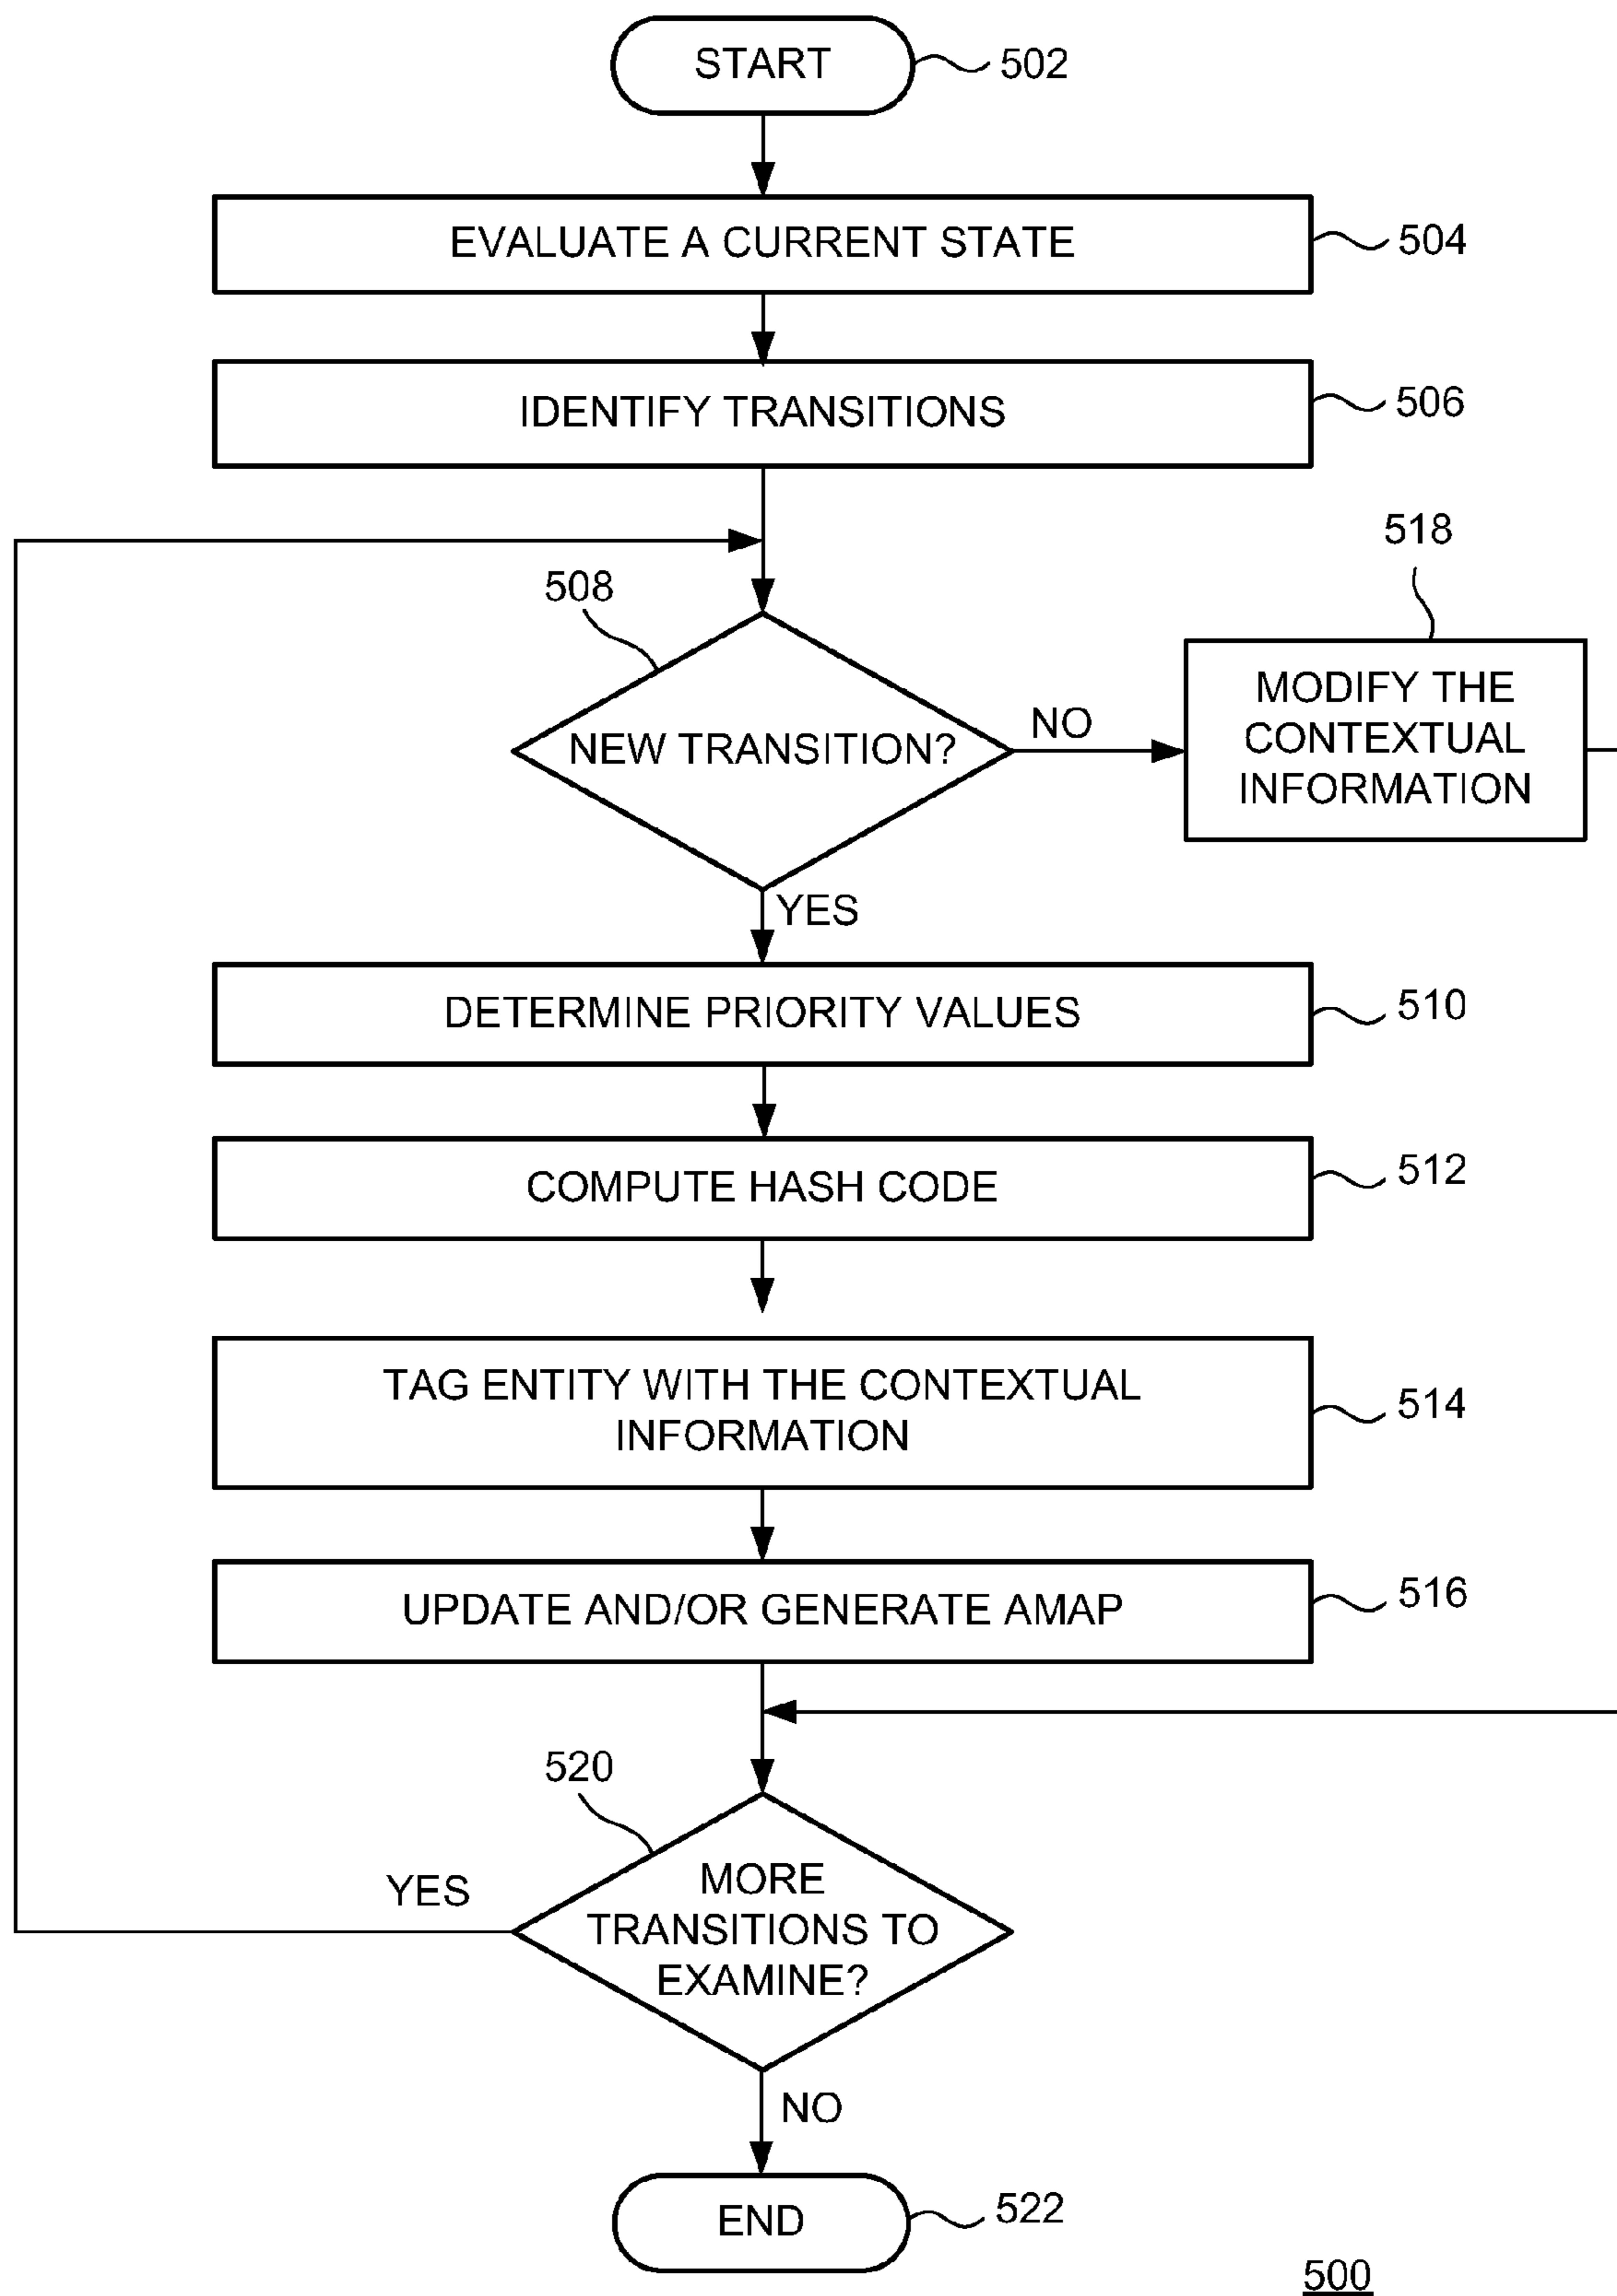 START
502
EVALUATE A CURRENT STATE
504
IDENTIFY TRANSITIONS
506
508
NEW TRANSITION?
NO
518
MODIFY THE
CONTEXTUAL
INFORMATION
YES
DETERMINE PRIORITY VALUES
510
COMPUTE HASH CODE
512
TAG ENTITY WITH THE CONTEXTUAL
INFORMATION
514
UPDATE AND/OR GENERATE AMAP
516
520
MORE
TRANSITIONS TO
EXAMINE?
YES
NO
END
522
500